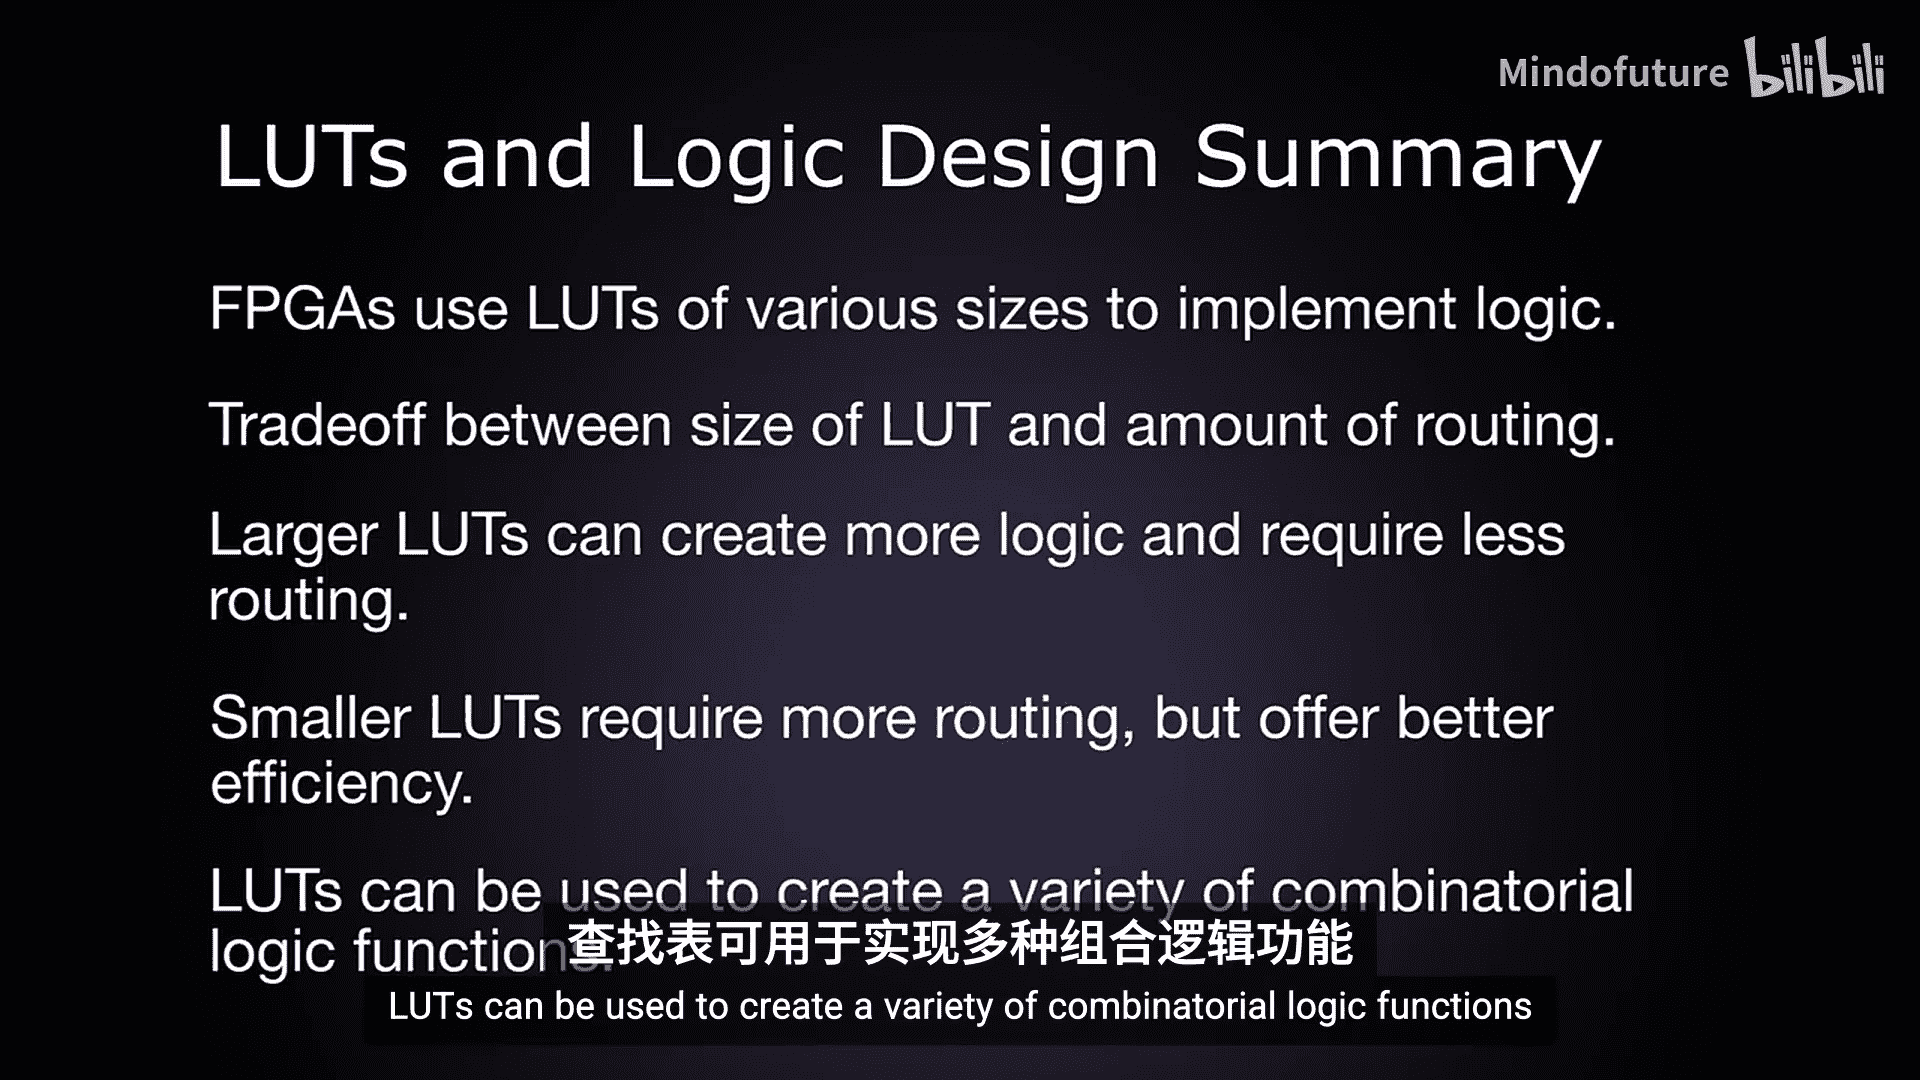 Mindofuture bilibili
LUTs and Logic Design Summary
FPGAs use LUTs of various sizes to implement logic.
Tradeoff between size of LUT and amount of routing.
Larger LUTs can create more logic and require less
routing.
Smaller LUTs require more routing, but offer better
efficiency.
LUTs can be used to create a variety of combinatorial
logic functions.
查找表可用于实现多种组合逻辑功能
LUTs can be used to create a variety of combinatorial logic functions